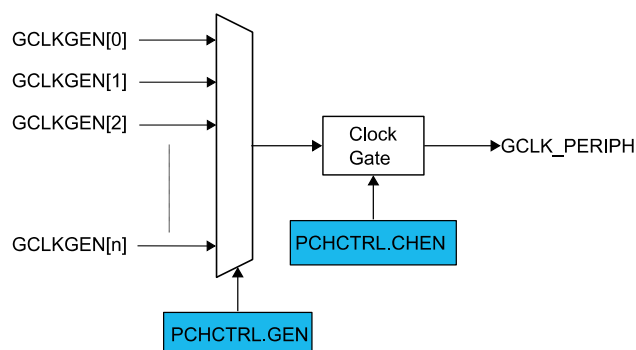 GCLKGEN[0]
GCLKGEN[1]
GCLKGEN[2]
GCLKGEN[n]
Clock
Gate
GCLK_PERIPH
PCHCTRL.CHEN
PCHCTRL.GEN